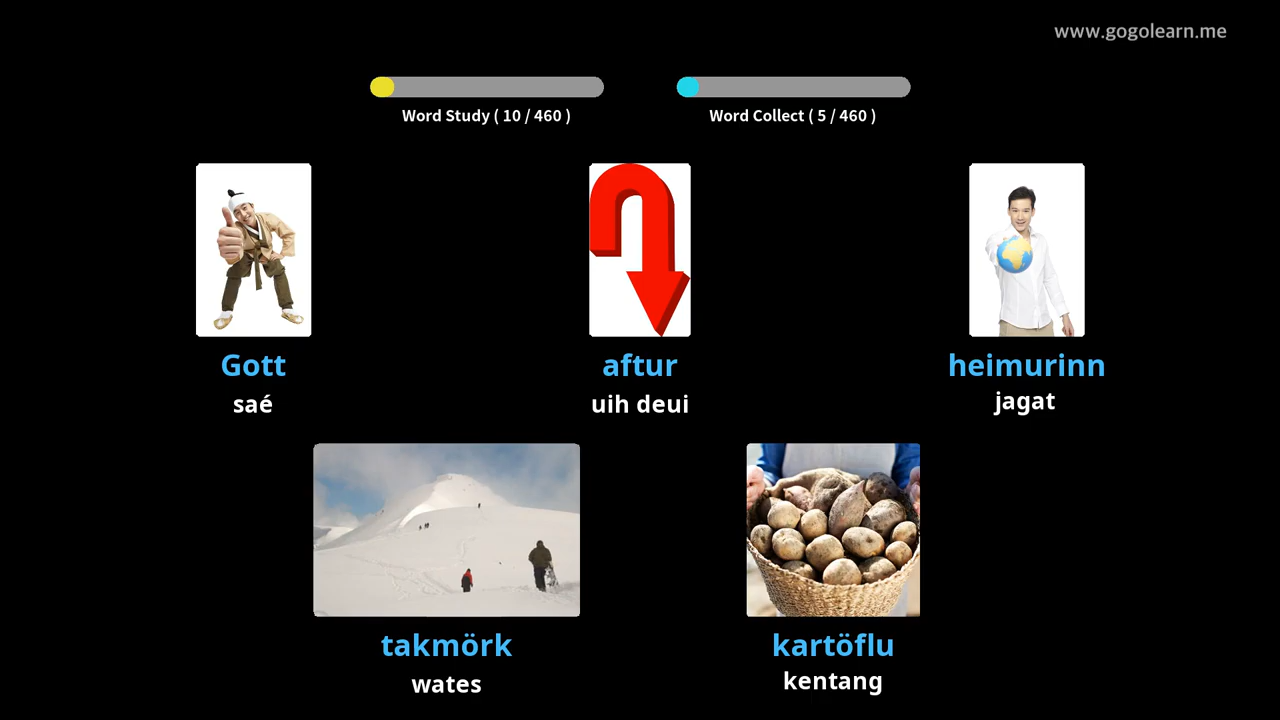 www.gogolearn.me
Word Study ( 10 / 460 )
Word Collect ( 5 / 460 )
Gott
aftur
heimurinn
saé
uih deui
jagat
takmörk
kartöflu
wates
kentang